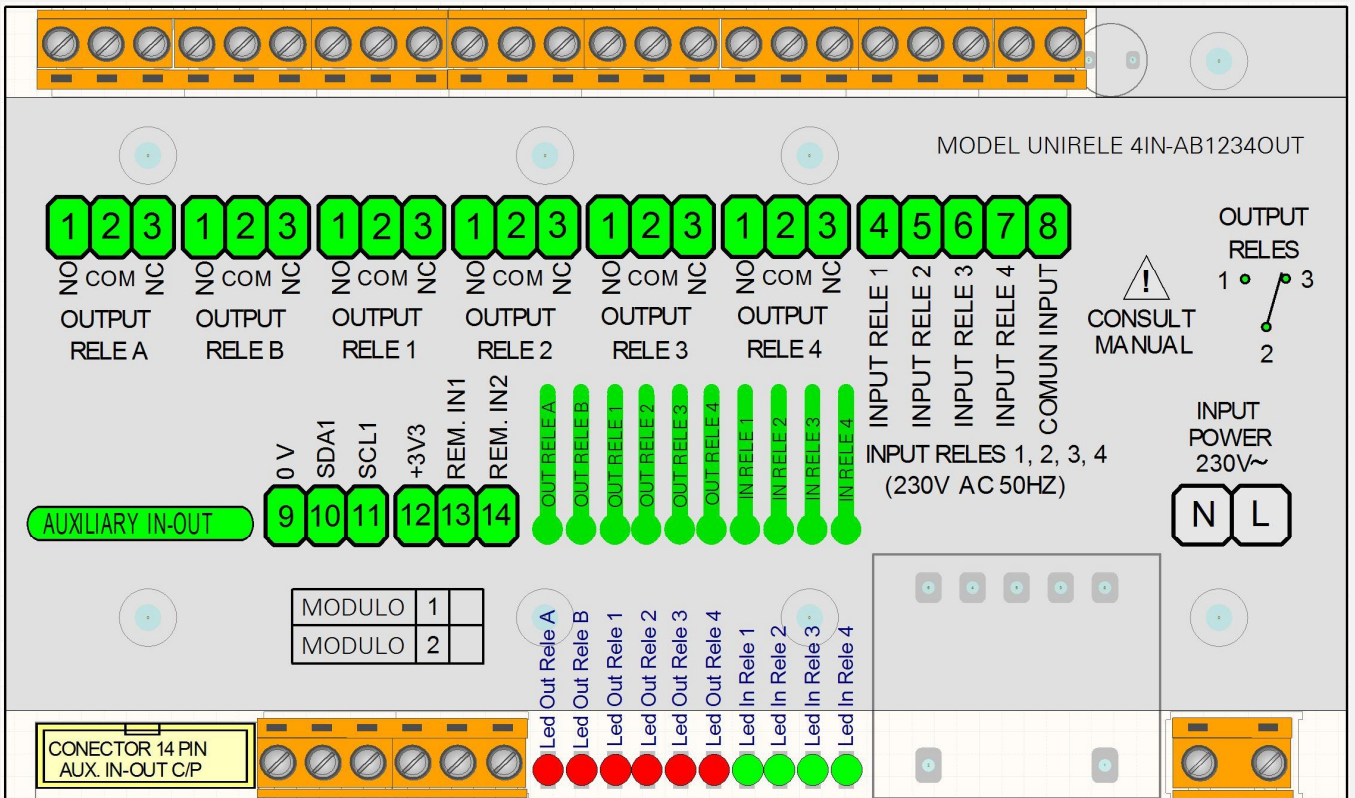 MODEL UNIRELE 4IN-AB1234OUT
1 2 3 1 2 3 1 2 3 1 2 3 1 2 3 1 2 3 4 5 6 7 8
NO COM NC NO COM NC NO COM NC NO COM NC NO COM NC NO COM NC
OUTPUT
RELE A
OUTPUT
RELE B
OUTPUT
RELE 1
OUTPUT
RELE 2
OUTPUT
RELE 3
OUTPUT
RELE 4
INPUT RELE 1
INPUT RELE 2
INPUT RELE 3
INPUT RELE 4
COMUN INPUT
INPUT RELES 1, 2, 3, 4
(230V AC 50HZ)
!
CONSULT
MANUAL
OUTPUT
RELES
1 3
2
INPUT
POWER
230V~
N L
AUXILIARY IN-OUT
0 V
SDA1
SCL1
+3V3
REM. IN1
REM. IN2
9 10 11 12 13 14
OUT RELE A
OUT RELE B
OUT RELE 1
OUT RELE 2
OUT RELE 3
OUT RELE 4
IN RELE 1
IN RELE 2
IN RELE 3
IN RELE 4
MODULO 1
MODULO 2
Led Out Rele A
Led Out Rele B
Led Out Rele 1
Led Out Rele 2
Led Out Rele 3
Led Out Rele 4
Led In Rele 1
Led In Rele 2
Led In Rele 3
Led In Rele 4
CONECTOR 14 PIN
AUX. IN-OUT C/P